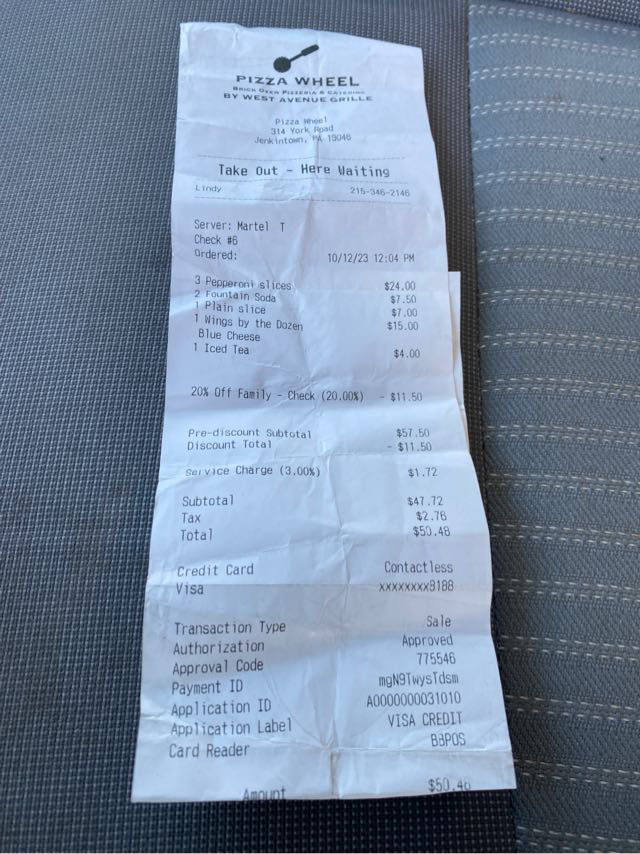 PIZZA WHEEL
BRICK OVEN PIZZERIA & CATERING
BY WEST AVENUE GRILLE
Pizza Wheel
314 York Road
Jenkintown, PA 19046
Take Out - Here Waiting
Lindy 215-346-2146
Server: Martel T
Check #6
Ordered: 10/12/23 12:04 PM
3 Pepperoni slices $24.00
2 Fountain Soda $7.50
1 Plain slice $7.00
1 Wings by the Dozen $15.00
Blue Cheese
1 Iced Tea $4.00
20% Off Family - Check (20.00%) - $11.50
Pre-discount Subtotal $57.50
Discount Total - $11.50
Service Charge (3.00%) $1.72
Subtotal $47.72
Tax $2.76
Total $50.48
Credit Card Contactless
Visa xxxxxxxx8188
Transaction Type Sale
Authorization Approved
Approval Code 775546
Payment ID mgN9TwysTdsm
Application ID A0000000031010
Application Label VISA CREDIT
Card Reader BBPOS
Amount $50.48